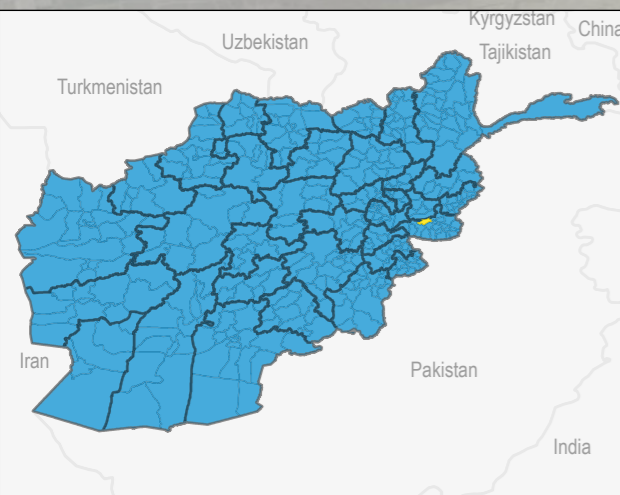 Kyrgyzstan
China
Uzbekistan
Tajikistan
Turkmenistan
Iran
Pakistan
India